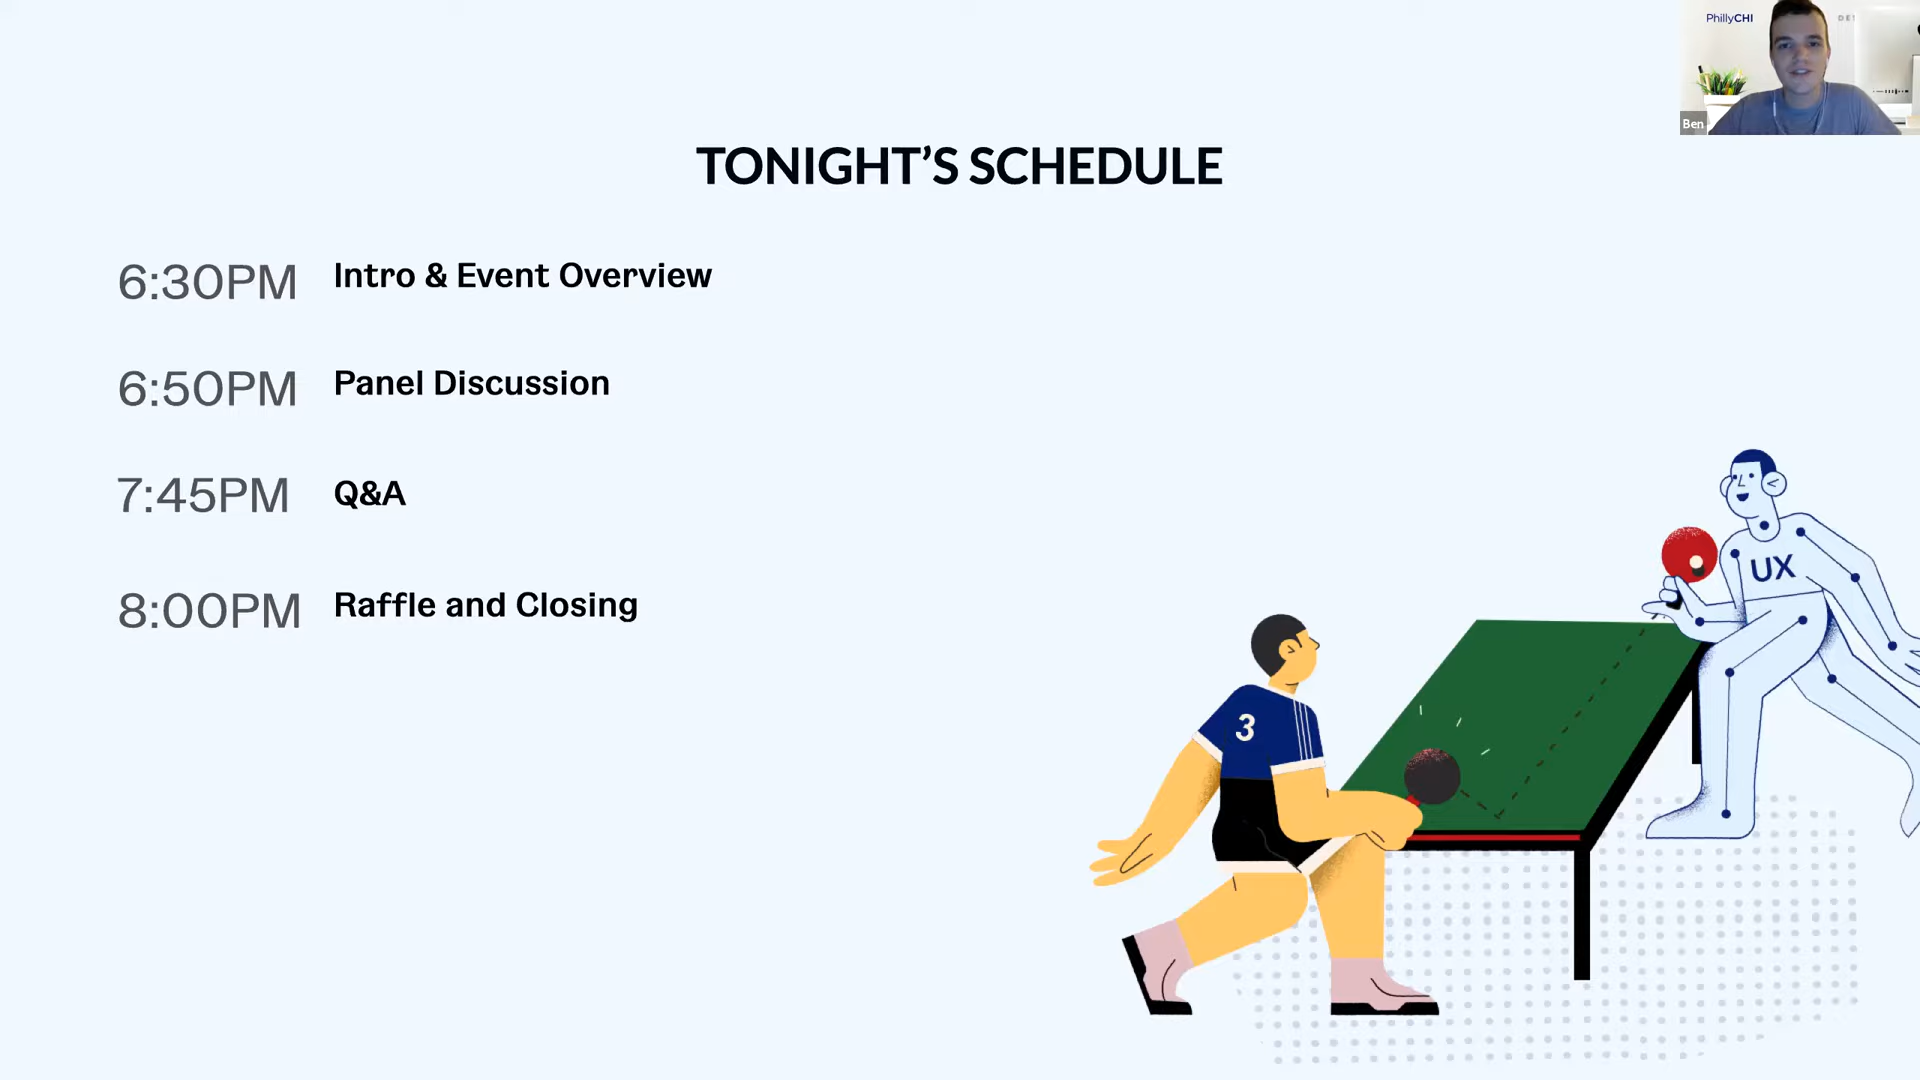 PhillyCHI
Ben
TONIGHT’S SCHEDULE
6:30PM Intro & Event Overview
6:50PM Panel Discussion
7:45PM Q&A
8:00PM Raffle and Closing
UX
3